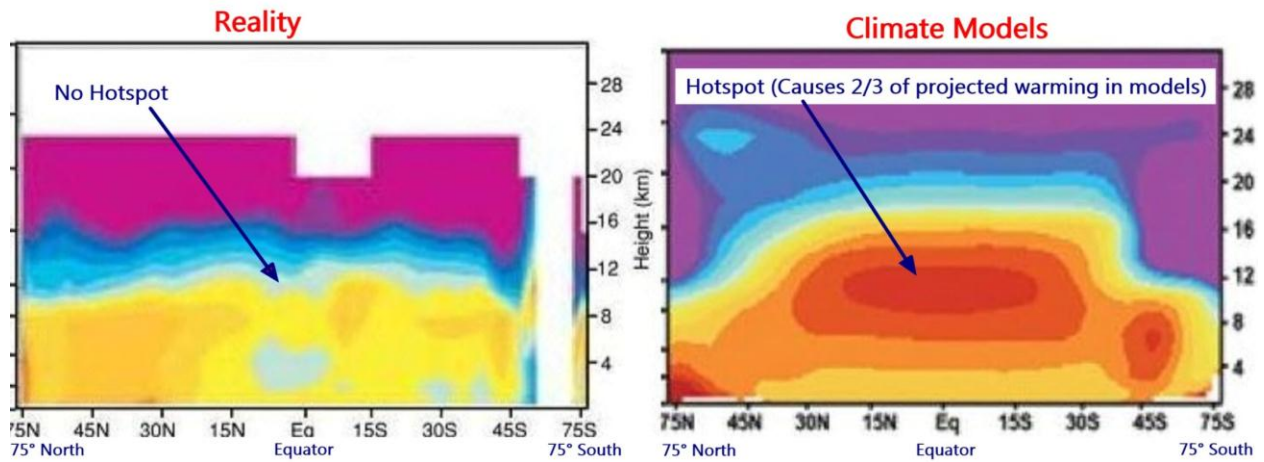 Reality
No Hotspot
28
24
20
16
12
8
4
Height (km)
75N 45N 30N 15N Eq 15S 30S 45S 75S
75° North Equator 75° South
Climate Models
Hotspot (Causes 2/3 of projected warming in models)
28
24
20
16
12
8
4
75N 45N 30N 15N Eq 15S 30S 45S 75S
75° North Equator 75° South